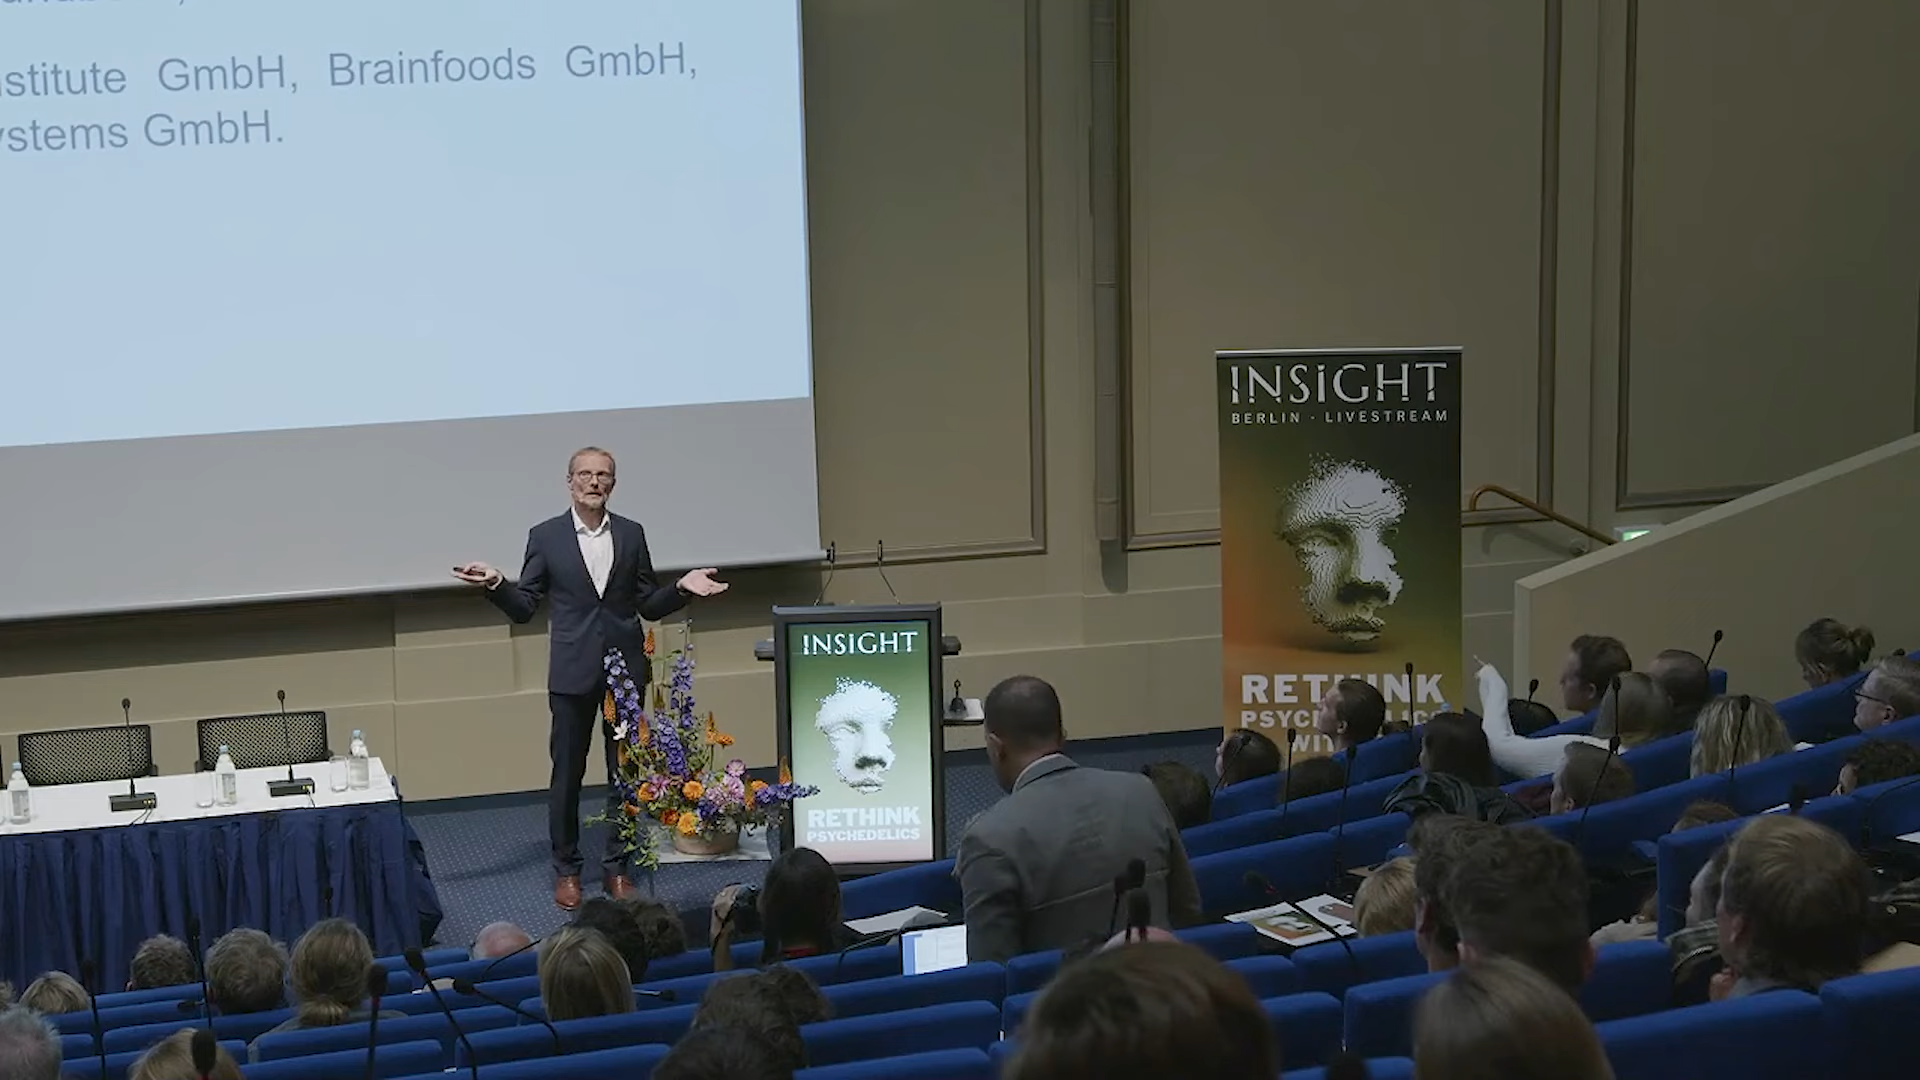 nstitute GmbH, Brainfoods GmbH,
ystems GmbH.
INSIGHT
BERLIN - LIVESTREAM
RETHINK
INSIGHT
RETHINK
PSYCHEDELICS